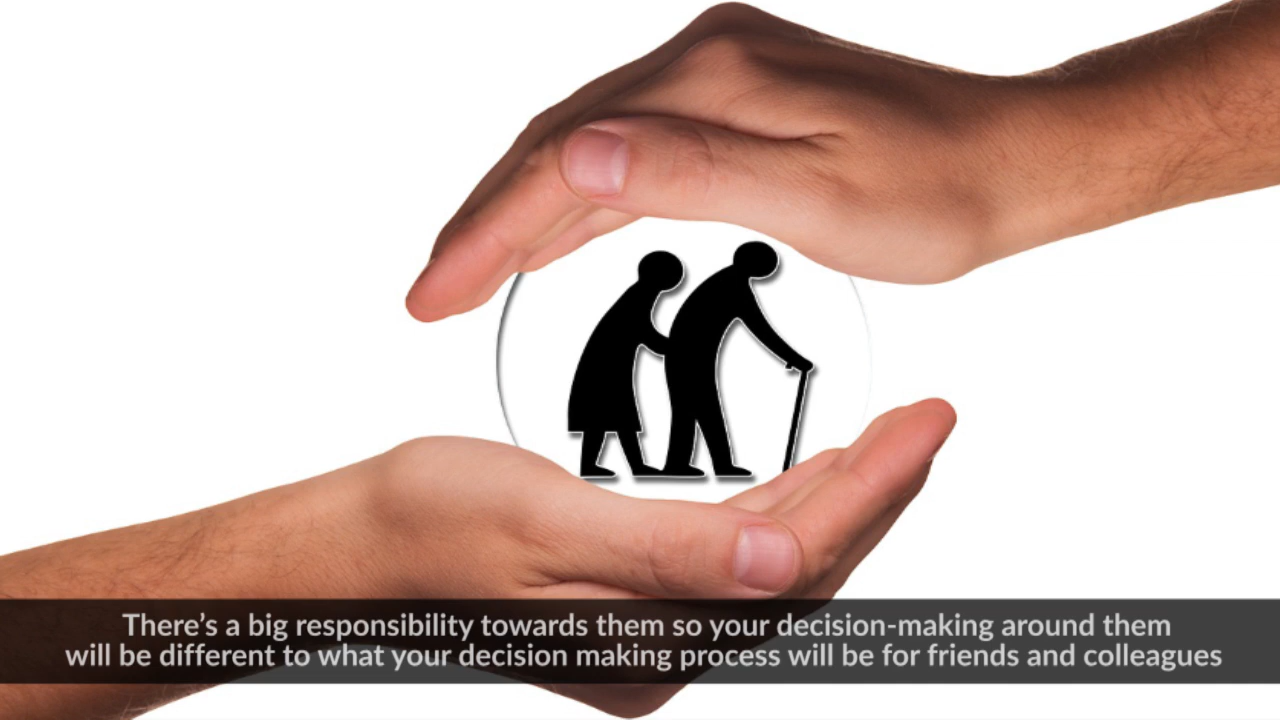 There’s a big responsibility towards them so your decision-making around them
will be different to what your decision making process will be for friends and colleagues